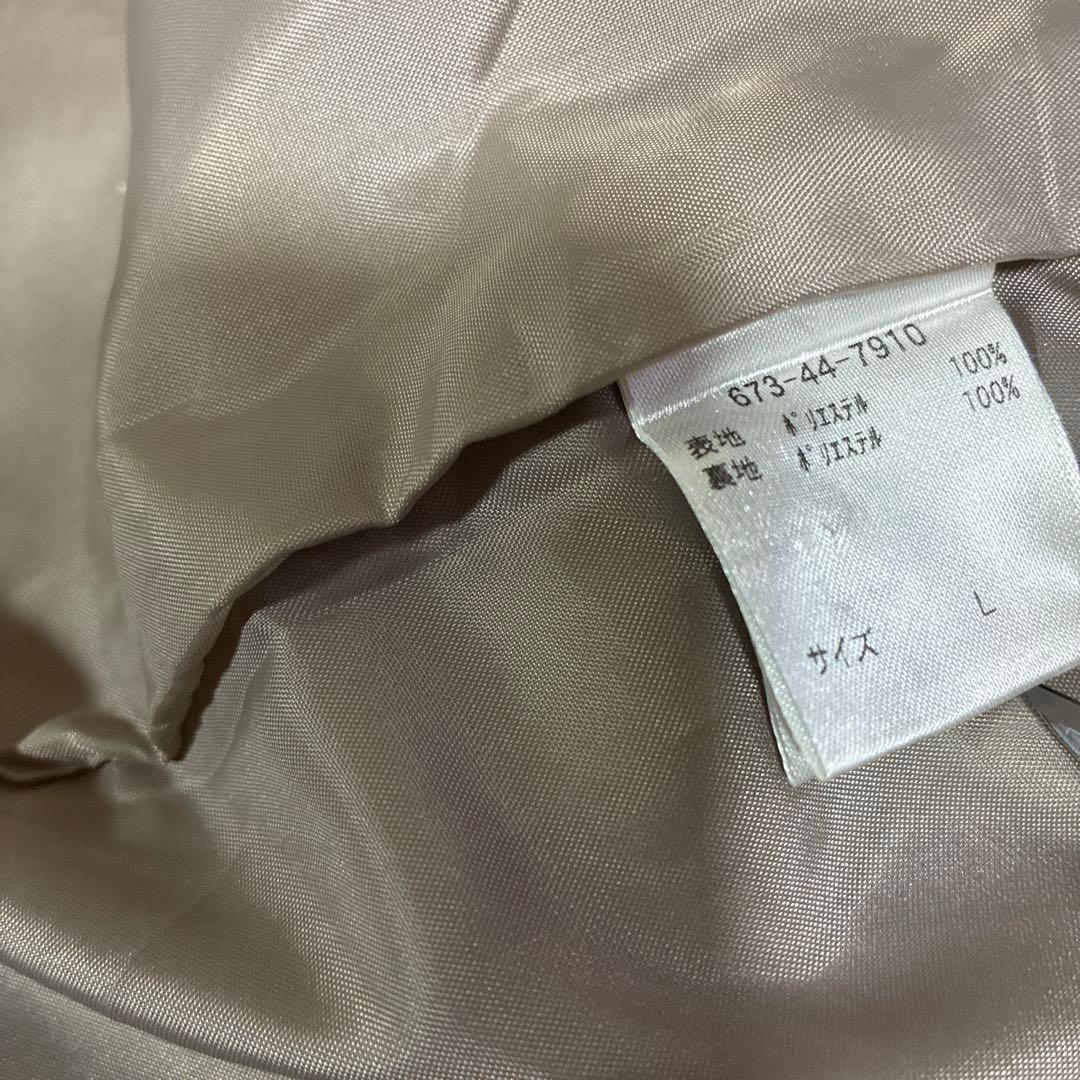 673-44-7910
表地 ポリエステル 100%
裏地 ポリエステル 100%
サイズ L